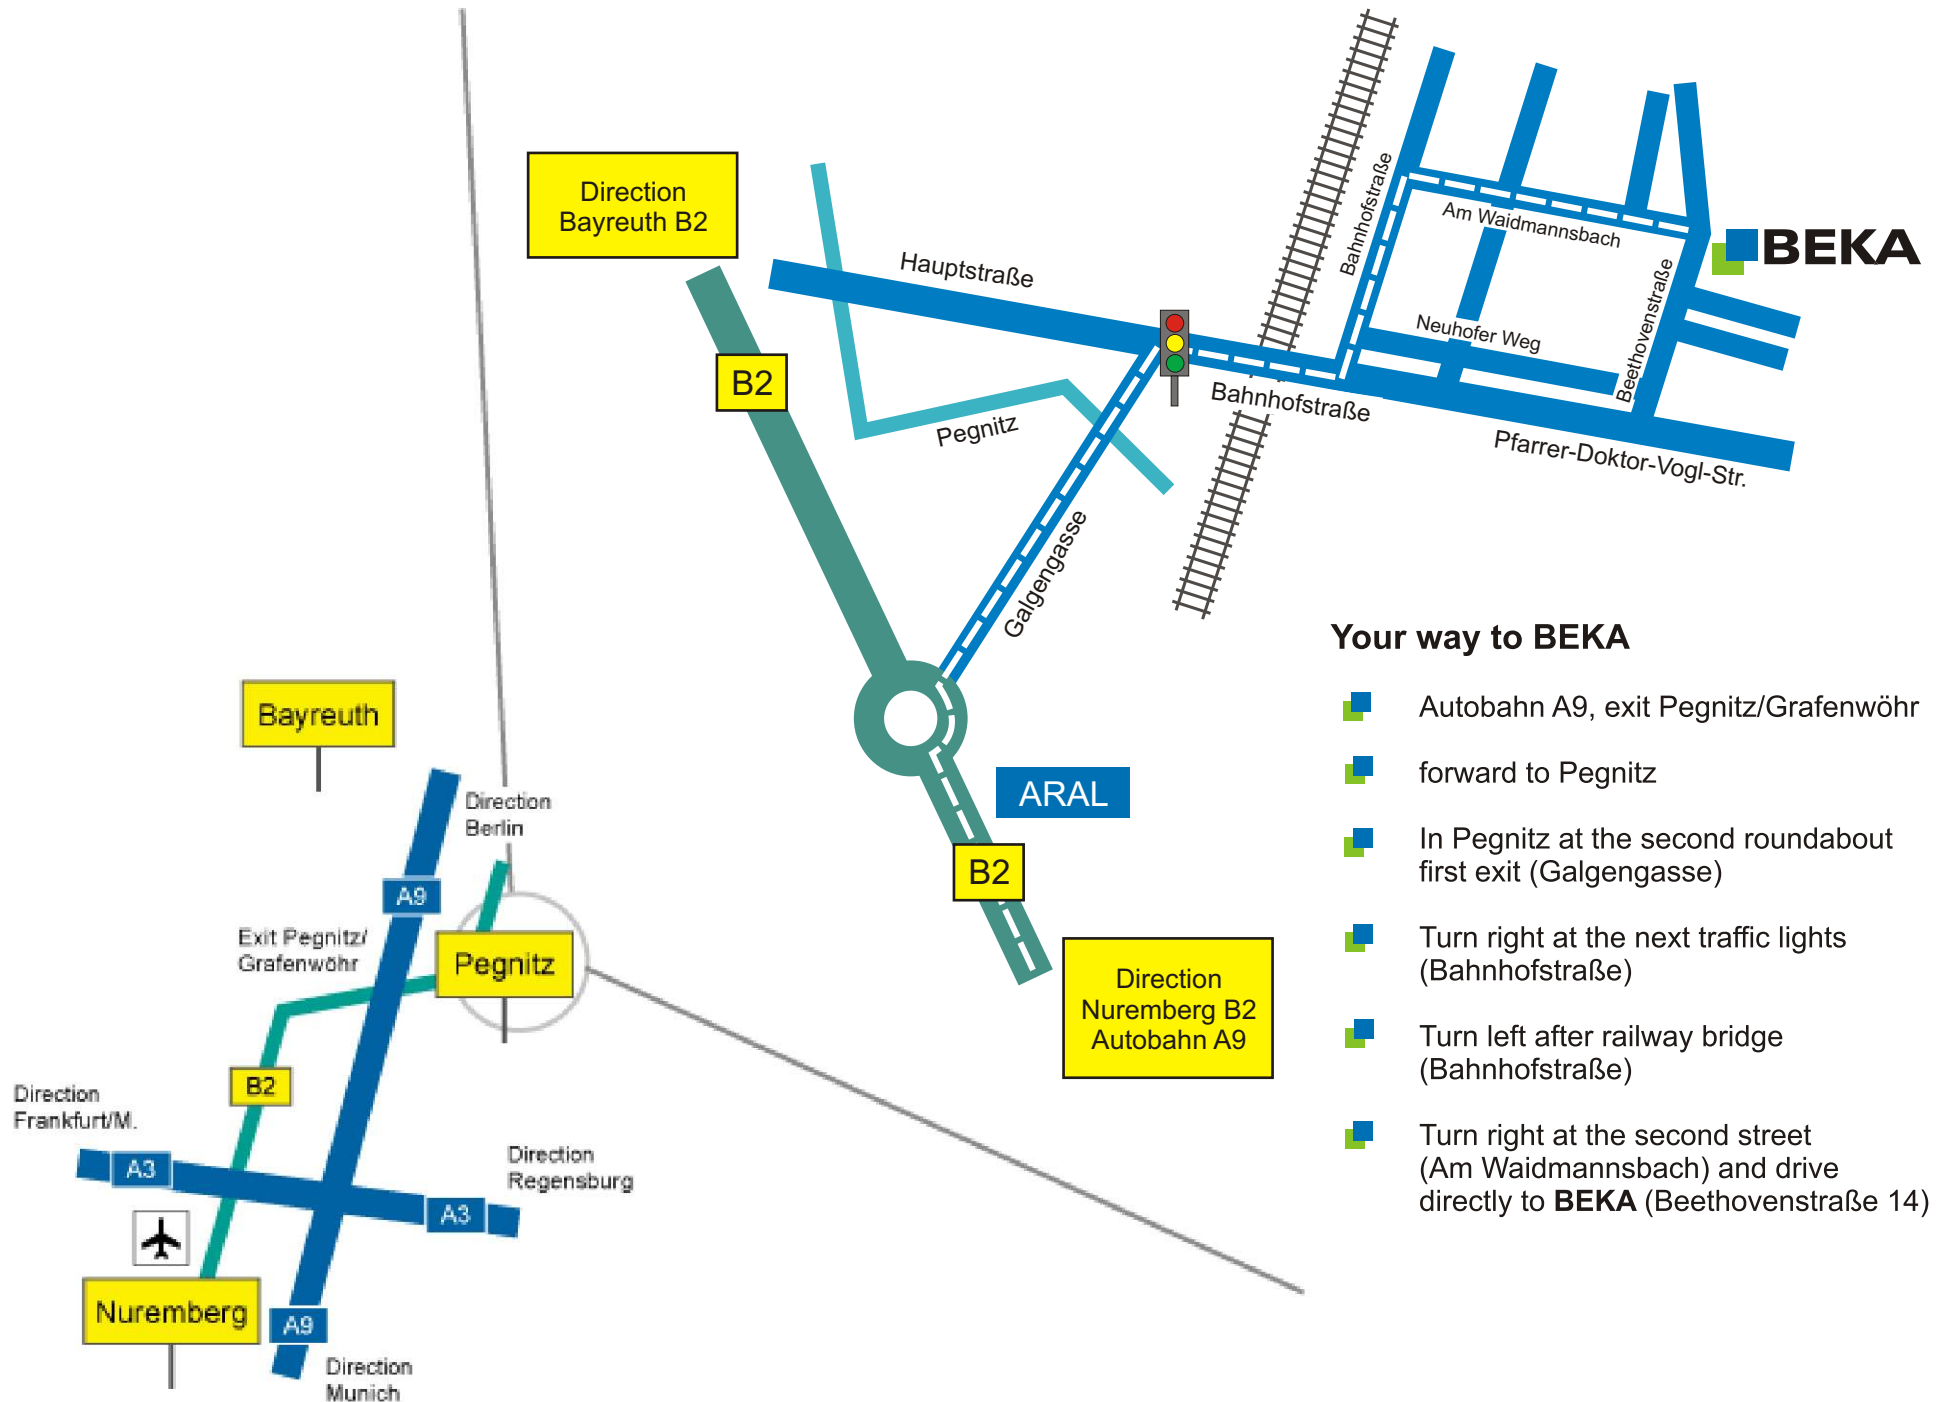 Direction
Bayreuth B2
B2
Hauptstraße
Pegnitz
Galgengasse
Bahnhofstraße
Bahnhofstraße
Am Waidmannsbach
Neuhofer Weg
Beethovenstraße
Pfarrer-Doktor-Vogl-Str.
BEKA
ARAL
B2
Direction
Nuremberg B2
Autobahn A9
Bayreuth
Direction
Berlin
A9
Exit Pegnitz/
Grafenwöhr
Pegnitz
B2
Direction
Frankfurt/M.
A3
Direction
Regensburg
A3
Nuremberg
A9
Direction
Munich
Your way to BEKA
Autobahn A9, exit Pegnitz/Grafenwöhr
forward to Pegnitz
In Pegnitz at the second roundabout
first exit (Galgengasse)
Turn right at the next traffic lights
(Bahnhofstraße)
Turn left after railway bridge
(Bahnhofstraße)
Turn right at the second street
(Am Waidmannsbach) and drive
directly to BEKA (Beethovenstraße 14)